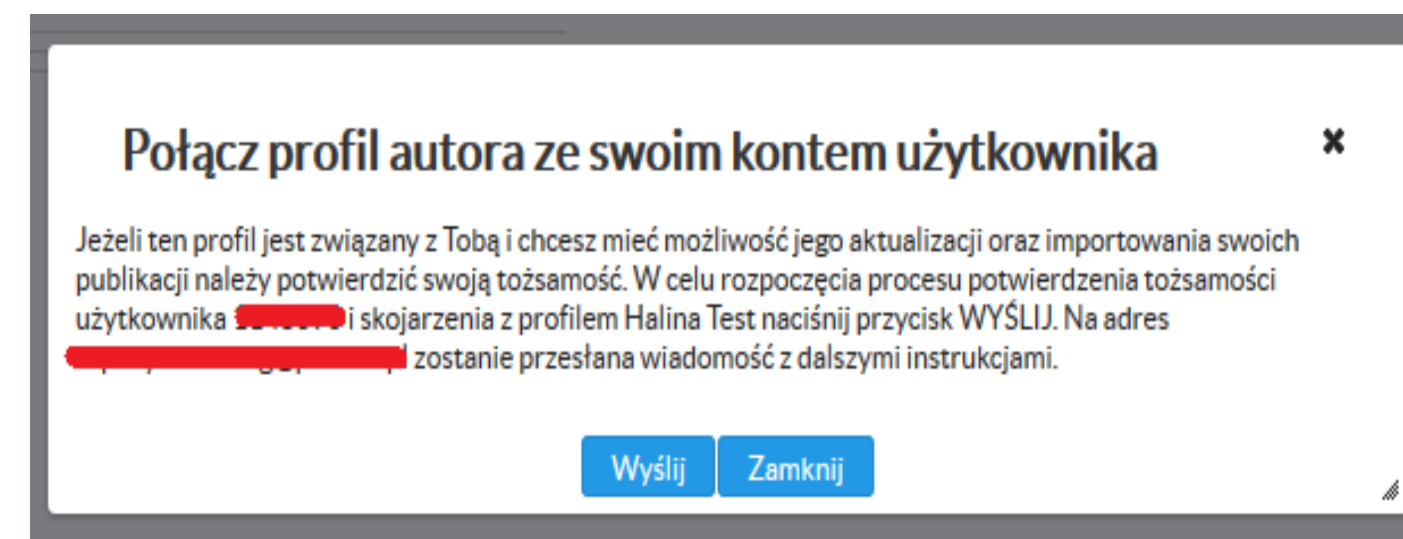 Połącz profil autora ze swoim kontem użytkownika
Jeżeli ten profil jest związany z Tobą i chcesz mieć możliwość jego aktualizacji oraz importowania swoich
publikacji należy potwierdzić swoją tożsamość. W celu rozpoczęcia procesu potwierdzenia tożsamości
użytkownika i skojarzenia z profilem Halina Test naciśnij przycisk WYŚLIJ. Na adres
zostanie przesłana wiadomość z dalszymi instrukcjami.
Wyślij Zamknij